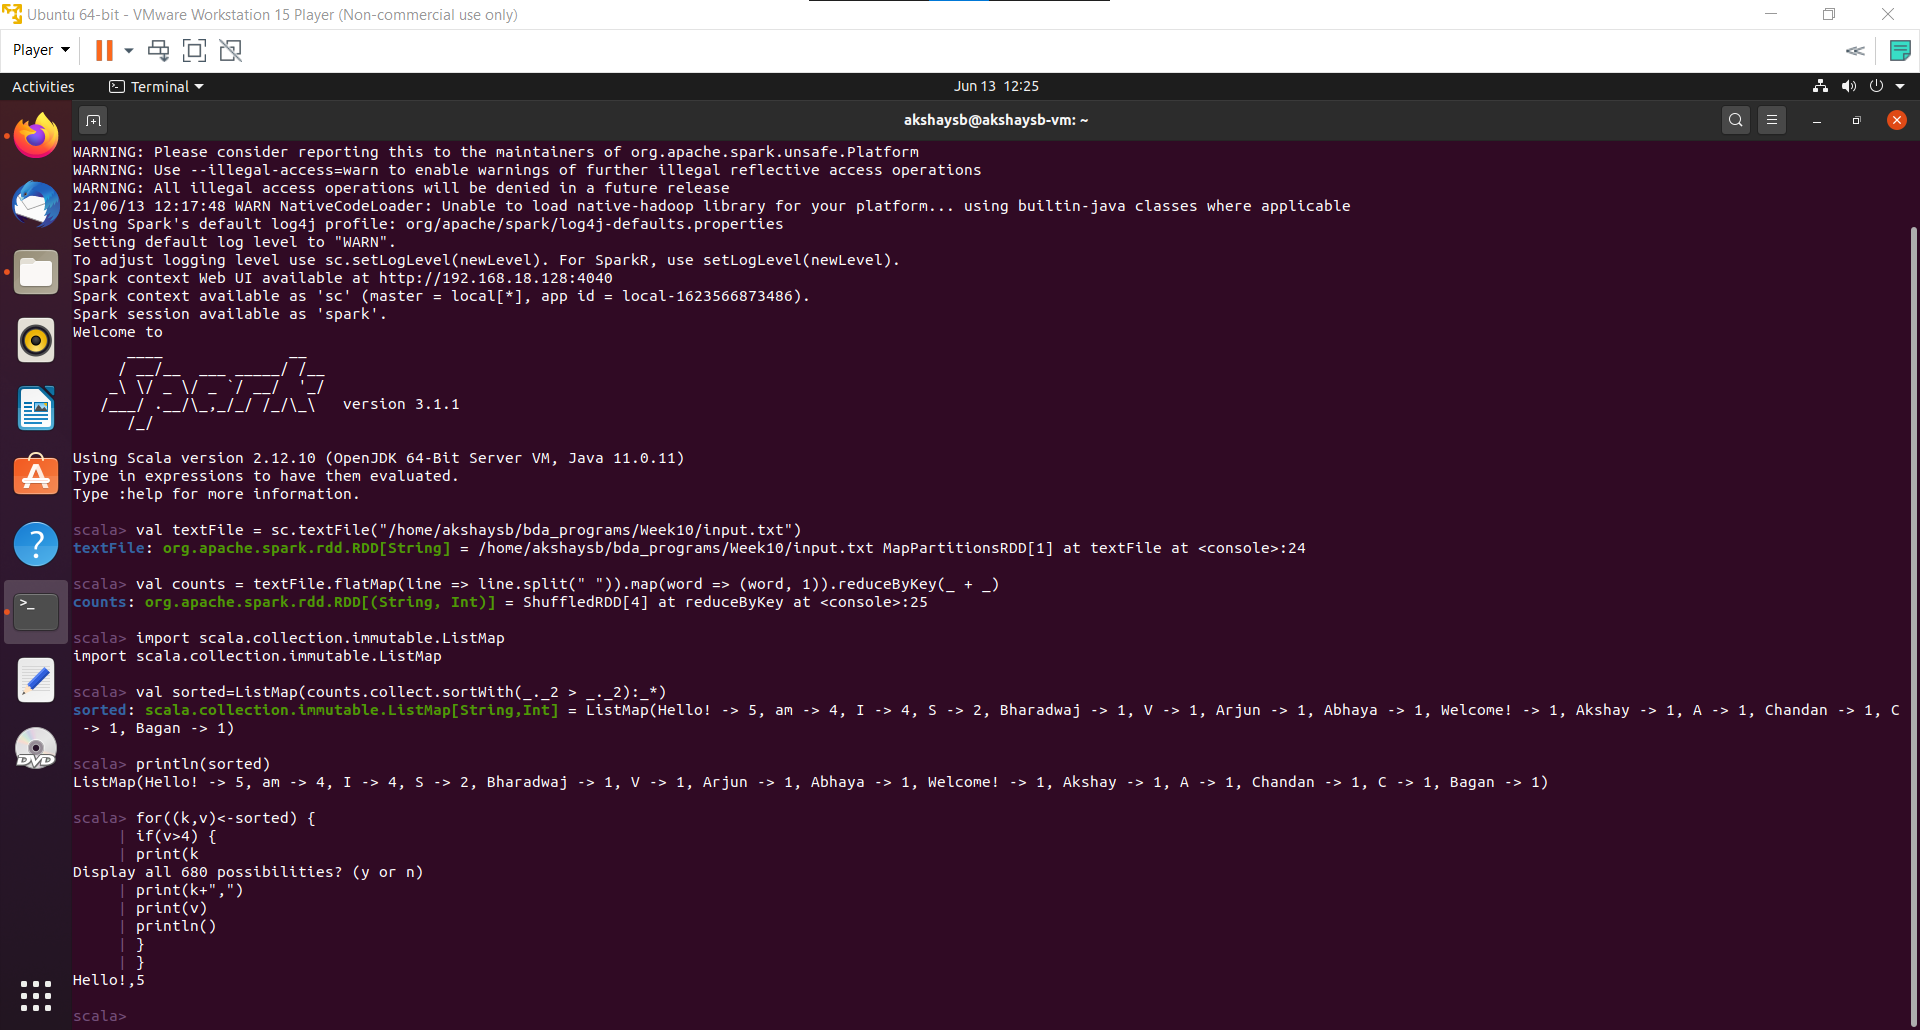 Ubuntu 64-bit - VMware Workstation 15 Player (Non-commercial use only)
Player
Activities
Terminal
Jun 13 12:25
akshaysb@akshaysb-vm: ~
WARNING: Please consider reporting this to the maintainers of org.apache.spark.unsafe.Platform
WARNING: Use --illegal-access=warn to enable warnings of further illegal reflective access operations
WARNING: All illegal access operations will be denied in a future release
21/06/13 12:17:48 WARN NativeCodeLoader: Unable to load native-hadoop library for your platform... using builtin-java classes where applicable
Using Spark's default log4j profile: org/apache/spark/log4j-defaults.properties
Setting default log level to "WARN".
To adjust logging level use sc.setLogLevel(newLevel). For SparkR, use setLogLevel(newLevel).
Spark context Web UI available at http://192.168.18.128:4040
Spark context available as 'sc' (master = local[*], app id = local-1623566873486).
Spark session available as 'spark'.
Welcome to
      ____              __
     / __/__  ___ _____/ /__
    _\ \/ _ \/ _ `/ __/  '_/
   /___/ .__/\_,_/_/ /_/\_\   version 3.1.1
      /_/
Using Scala version 2.12.10 (OpenJDK 64-Bit Server VM, Java 11.0.11)
Type in expressions to have them evaluated.
Type :help for more information.
scala> val textFile = sc.textFile("/home/akshaysb/bda_programs/Week10/input.txt")
textFile: org.apache.spark.rdd.RDD[String] = /home/akshaysb/bda_programs/Week10/input.txt MapPartitionsRDD[1] at textFile at <console>:24
scala> val counts = textFile.flatMap(line => line.split(" ")).map(word => (word, 1)).reduceByKey(_ + _)
counts: org.apache.spark.rdd.RDD[(String, Int)] = ShuffledRDD[4] at reduceByKey at <console>:25
scala> import scala.collection.immutable.ListMap
import scala.collection.immutable.ListMap
scala> val sorted=ListMap(counts.collect.sortWith(_._2 > _._2):_*)
sorted: scala.collection.immutable.ListMap[String,Int] = ListMap(Hello! -> 5, am -> 4, I -> 4, S -> 2, Bharadwaj -> 1, V -> 1, Arjun -> 1, Abhaya -> 1, Welcome! -> 1, Akshay -> 1, A -> 1, Chandan -> 1, C
 -> 1, Bagan -> 1)
scala> println(sorted)
ListMap(Hello! -> 5, am -> 4, I -> 4, S -> 2, Bharadwaj -> 1, V -> 1, Arjun -> 1, Abhaya -> 1, Welcome! -> 1, Akshay -> 1, A -> 1, Chandan -> 1, C -> 1, Bagan -> 1)
scala> for((k,v)<-sorted) {
     | if(v>4) {
     | print(k
Display all 680 possibilities? (y or n)
     | print(k+",")
     | print(v)
     | println()
     | }
     | }
Hello!,5
scala>